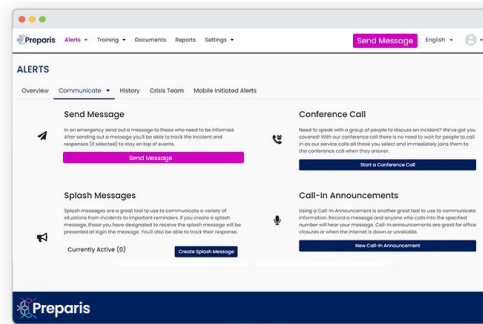 Preparis Alerts Training Documents Reports Settings Send Message English
ALERTS
Overview Communicate History Crisis Team Mobile Initiated Alerts
Send Message
In an emergency send out a message to those who need to be informed.
After sending out a message you'll be able to track the incident and
responses (if selected) to stay on top of events.
Send Message
Conference Call
Need to speak with a group of people to discuss an incident? We've got you
covered! With our conference call there is no need to wait for people to call
in as our service calls all those you select and immediately joins them to
the conference call when they answer.
Start a Conference Call
Splash Messages
Splash messages are a great tool to use to communicate a variety of
situations from incidents to important reminders. If you create a splash
message, those you have designated to receive the splash message will be
presented at login the message. You'll also be able to track their response.
Currently Active (0) Create Splash Message
Call-In Announcements
Using a Call-In Announcement is another great tool to use to communicate
information. Record a message and anyone who calls into the specified
number will hear your message. Call-in announcements are great for office
closures or when the internet is down or unreliable.
New Call-In Announcement
Preparis